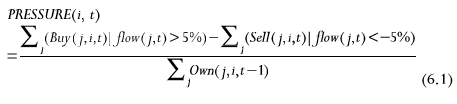 PRESSURE(i, t)
= ∑j(Buy(j,i,t)| flow(j,t)>5%)−∑j(Sell(j,i,t)| flow(j,t)<−5%)
∑jOwn(j,i,t−1)
(6.1)